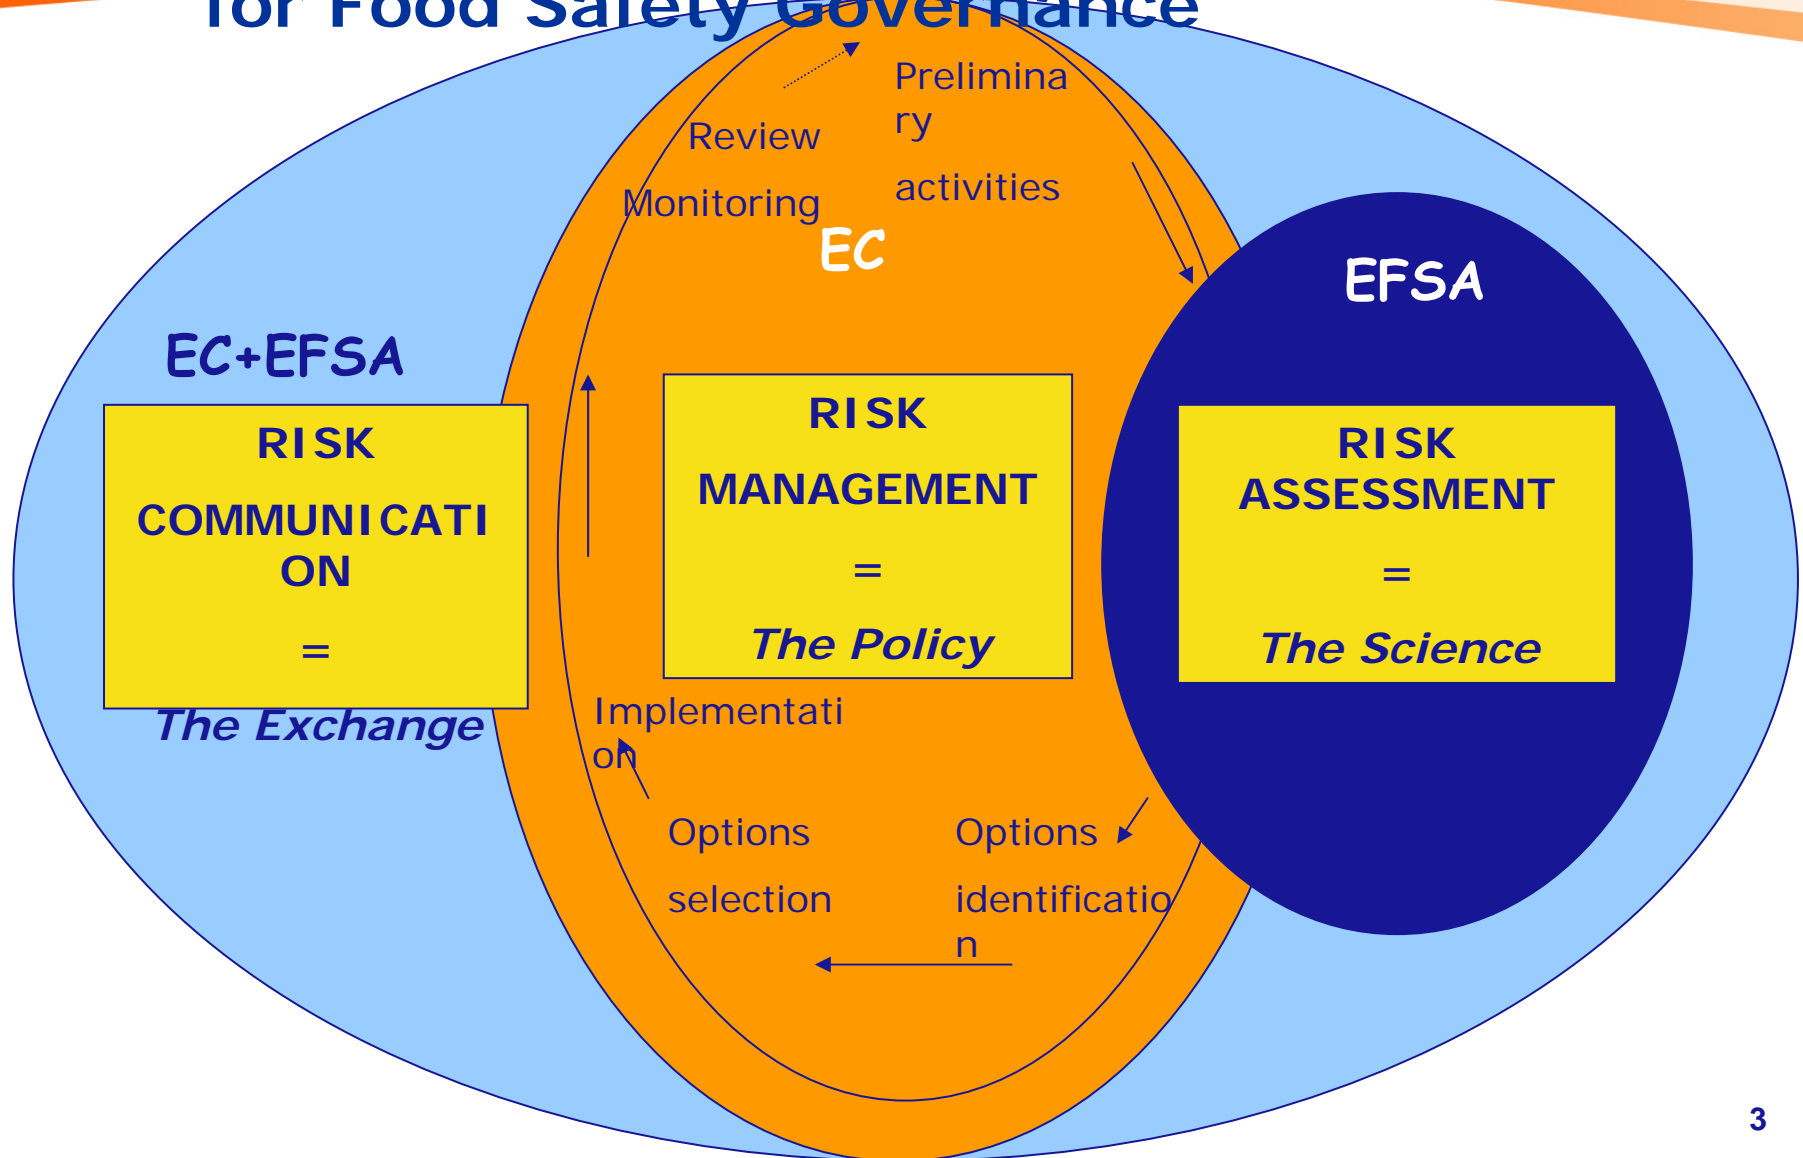 for Food Safety Governance
Prelimina
ry
activities
Review
Monitoring
EC
EFSA
EC+EFSA
RISK
COMMUNICATI
ON
=
The Exchange
RISK
MANAGEMENT
=
The Policy
RISK
ASSESSMENT
=
The Science
Implementati
on
Options
selection
Options
identificatio
n
3